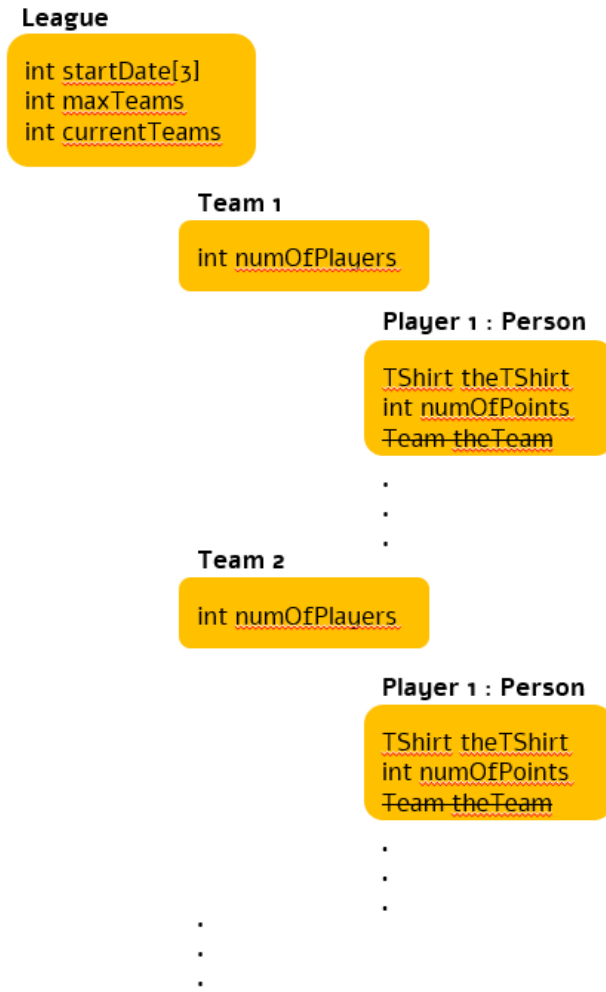 League
int startDate[3]
int maxTeams
int currentTeams
Team 1
int numOfPlayers
Player 1 : Person
TShirt theTShirt
int numOfPoints
Team theTeam
.
.
.
Team 2
int numOfPlayers
Player 1 : Person
TShirt theTShirt
int numOfPoints
Team theTeam
.
.
.
.
.
.